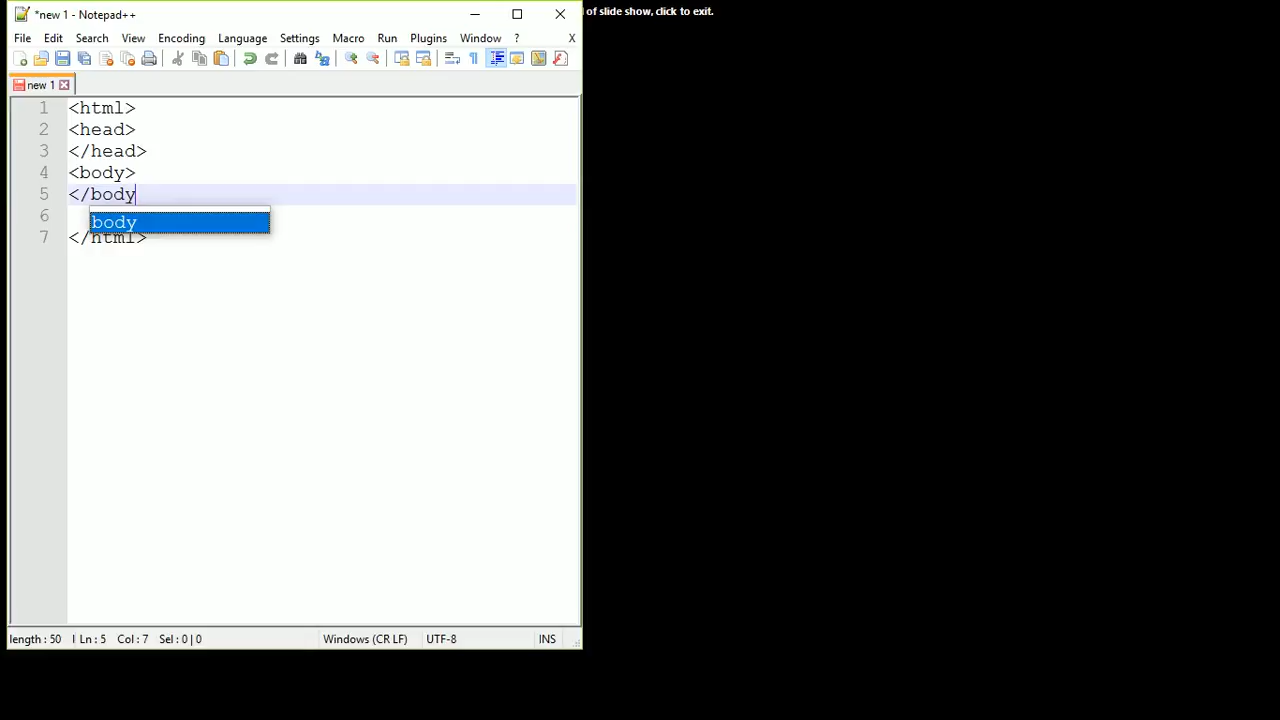 *new 1 - Notepad++
of slide show, click to exit.
File Edit Search View Encoding Language Settings Macro Run Plugins Window ? X
new 1
1 <html>
2 <head>
3 </head>
4 <body>
5 </body
6
body
7 </html>
length : 50 Ln : 5 Col : 7 Sel : 0 | 0 Windows (CR LF) UTF-8 INS